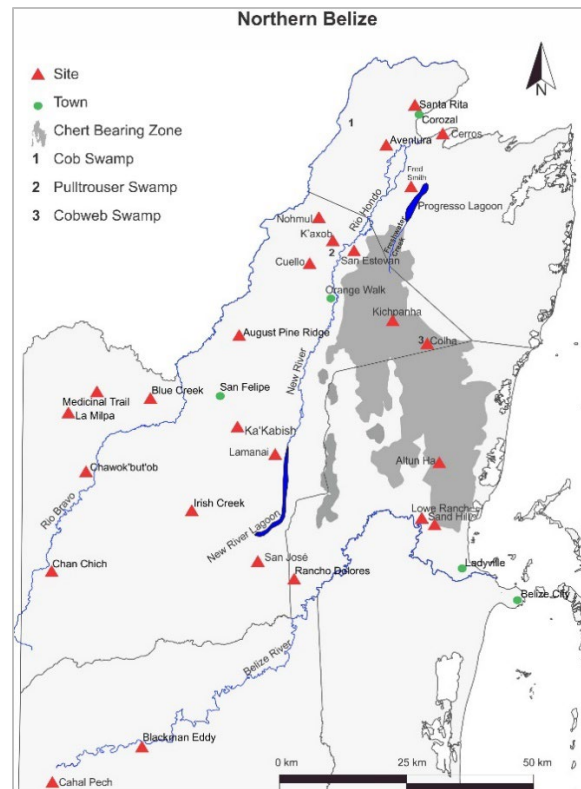 Northern Belize
Site
Town
Chert Bearing Zone
1 Cob Swamp
2 Pulltrouser Swamp
3 Cobweb Swamp
N
1
Santa Rita
Corozal
Cerros
Aventura
Fred
Smith
Progresso Lagoon
Rio Hondo
Freshwater
Creek
Nohmul
K'axob
2
San Estevan
Cuello
Orange Walk
Kichpanha
3
Colha
August Pine Ridge
New River
Medicinal Trail
La Milpa
Blue Creek
San Felipe
Ka'Kabish
Lamanai
Altun Ha
Chawok'but'ob
Rio Bravo
Irish Creek
New River Lagoon
Lowe Ranch
Sand Hill
Chan Chich
San José
Rancho Dolores
Ladyville
Belize City
Belize River
Blackman Eddy
Cahal Pech
0 km
25 km
50 km